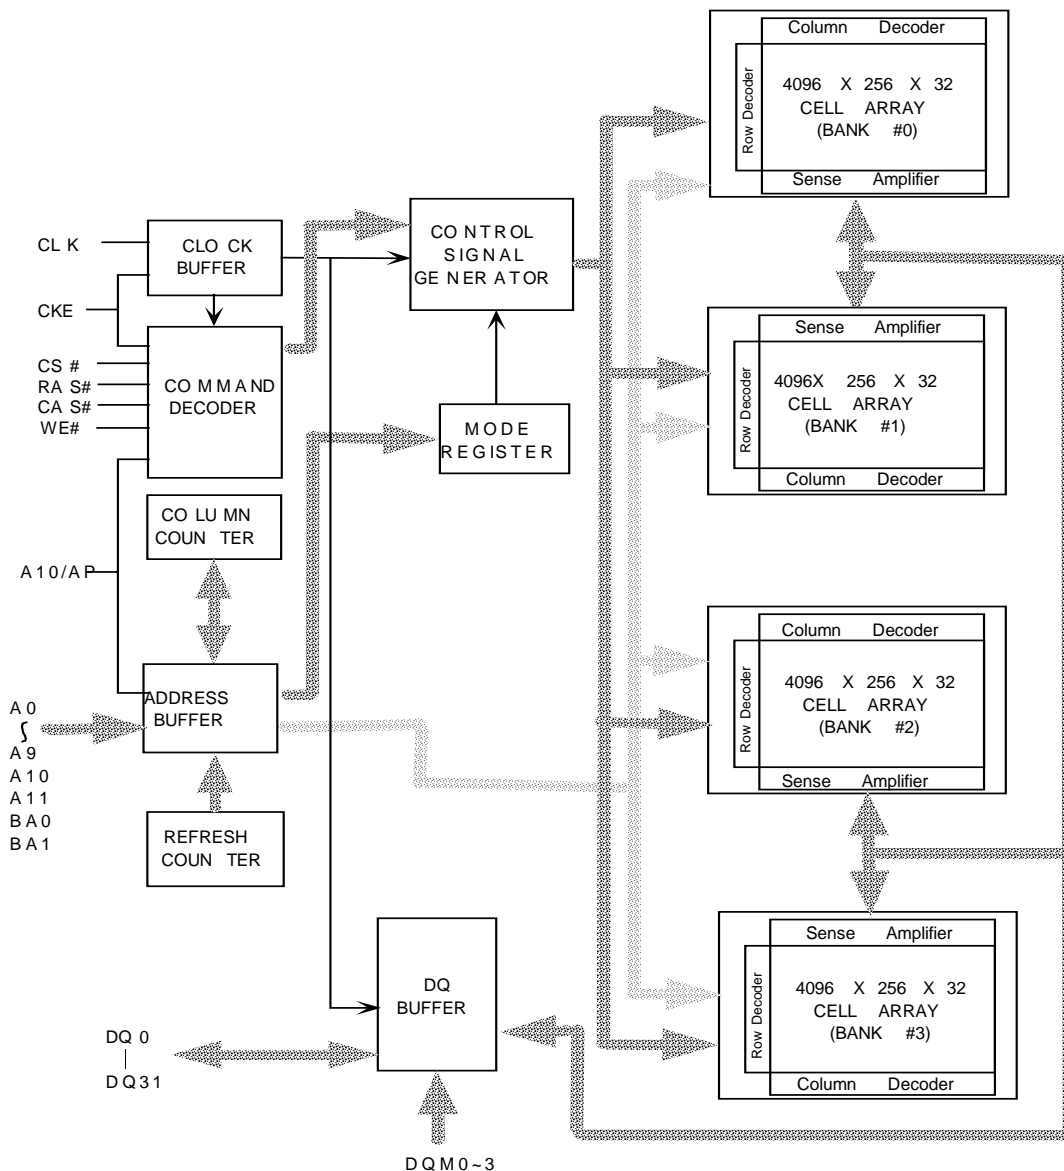 CLK
CKE
CS#
RAS#
CAS#
WE#
A10/AP
A0
A9
A10
A11
BA0
BA1
DQ0
DQ31
CLOCK
BUFFER
COMMAND
DECODER
COLUMN
COUNTER
ADDRESS
BUFFER
REFRESH
COUNTER
CONTROL
SIGNAL
GENERATOR
MODE
REGISTER
DQ
BUFFER
DQM0~3
Column Decoder
Row Decoder
4096 X 256 X 32
CELL ARRAY
(BANK #0)
Sense Amplifier
Sense Amplifier
Row Decoder
4096X 256 X 32
CELL ARRAY
(BANK #1)
Column Decoder
Column Decoder
Row Decoder
4096 X 256 X 32
CELL ARRAY
(BANK #2)
Sense Amplifier
Sense Amplifier
Row Decoder
4096 X 256 X 32
CELL ARRAY
(BANK #3)
Column Decoder